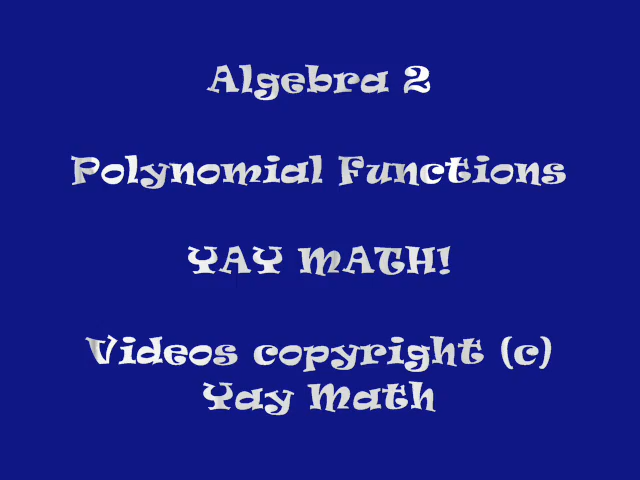 Algebra 2
Polynomial Functions
YAY MATH!
Videos copyright (c)
Yay Math